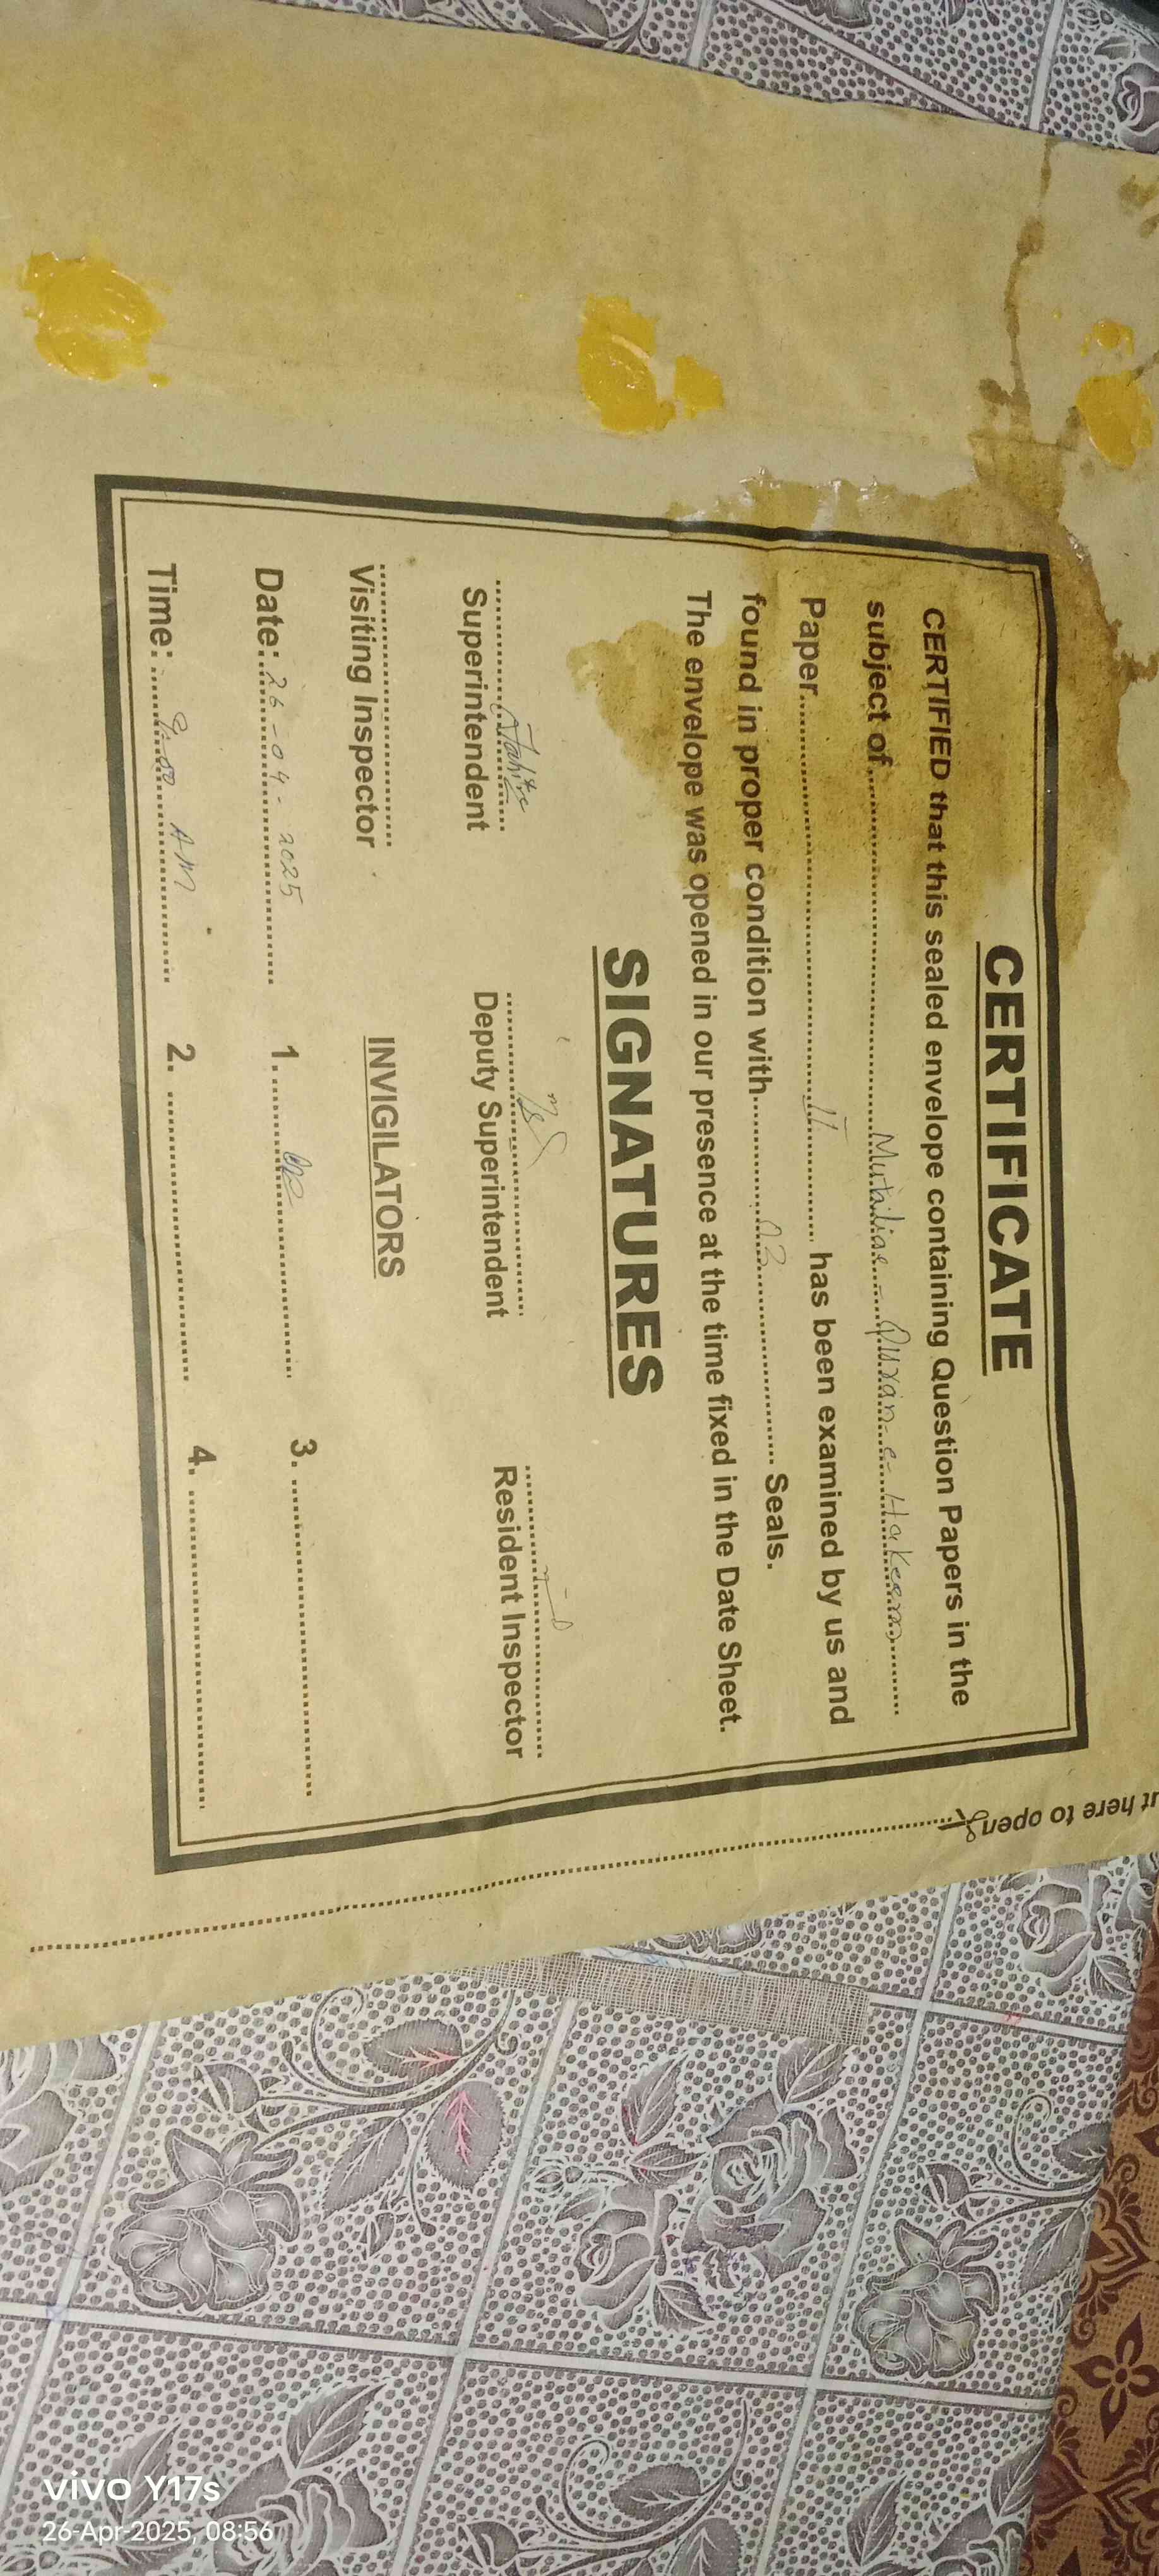 CERTIFICATE
CERTIFIED that this sealed envelope containing Question Papers in the
subject of Mutaliae-Quran-e-Hakeem
Paper II has been examined by us and
found in proper condition with 03 Seals.
The envelope was opened in our presence at the time fixed in the Date Sheet.
SIGNATURES
Superintendent Deputy Superintendent Resident Inspector
Visiting Inspector INVIGILATORS
Date: 26-04-2025 1. 3.
Time: AM 2. 4.
here to open
vivo Y17s
26-Apr-2025, 08:56